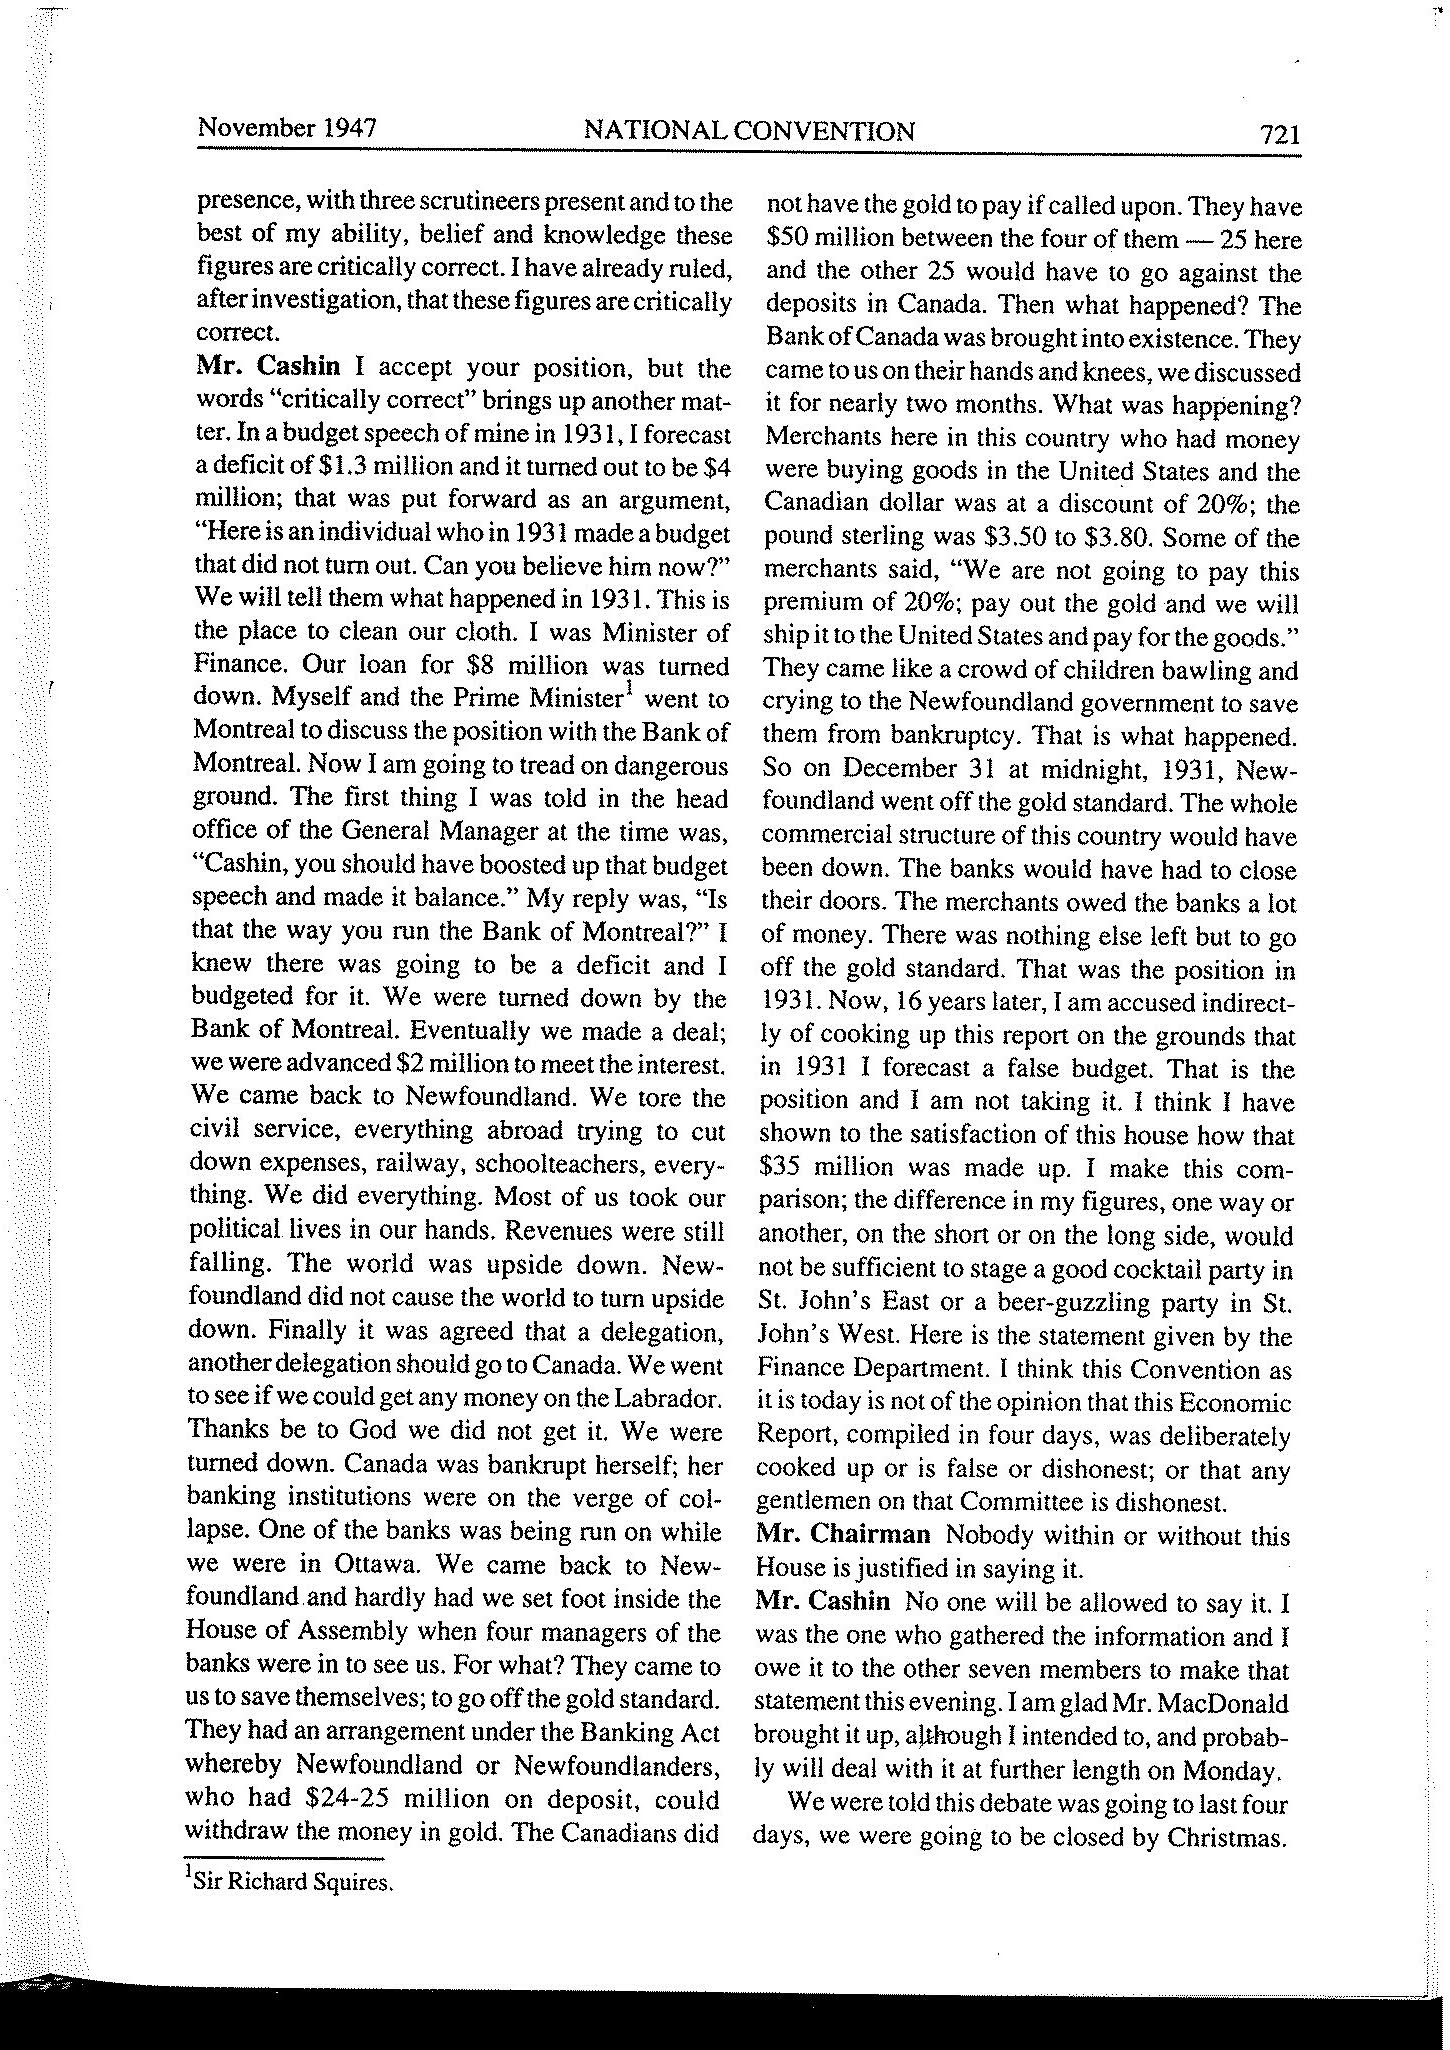 November 1947
NATIONAL CONVENTION
721
presence, with three scrutineers present and to the
best of my ability, belief and knowledge these
figures are critically correct. I have already ruled,
after investigation, that these figures are critically
correct.
Mr. Cashin I accept your position, but the
words "critically correct" brings up another mat-
ter. In a budget speech of mine in 1931, I forecast
a deficit of $1.3 million and it turned out to be $4
million; that was put forward as an argument,
"Here is an individual who in 1931 made a budget
that did not turn out. Can you believe him now?"
We will tell them what happened in 1931. This is
the place to clean our cloth. I was Minister of
Finance. Our loan for $8 million was turned
down. Myself and the Prime Minister¹ went to
Montreal to discuss the position with the Bank of
Montreal. Now I am going to tread on dangerous
ground. The first thing I was told in the head
office of the General Manager at the time was,
"Cashin, you should have boosted up that budget
speech and made it balance." My reply was, "Is
that the way you run the Bank of Montreal?" I
knew there was going to be a deficit and I
budgeted for it. We were turned down by the
Bank of Montreal. Eventually we made a deal;
we were advanced $2 million to meet the interest.
We came back to Newfoundland. We tore the
civil service, everything abroad trying to cut
down expenses, railway, schoolteachers, every-
thing. We did everything. Most of us took our
political lives in our hands. Revenues were still
falling. The world was upside down. New-
foundland did not cause the world to turn upside
down. Finally it was agreed that a delegation,
another delegation should go to Canada. We went
to see if we could get any money on the Labrador.
Thanks be to God we did not get it. We were
turned down. Canada was bankrupt herself; her
banking institutions were on the verge of col-
lapse. One of the banks was being run on while
we were in Ottawa. We came back to New-
foundland and hardly had we set foot inside the
House of Assembly when four managers of the
banks were in to see us. For what? They came to
us to save themselves; to go off the gold standard.
They had an arrangement under the Banking Act
whereby Newfoundland or Newfoundlanders,
who had $24-25 million on deposit, could
withdraw the money in gold. The Canadians did
¹Sir Richard Squires.
not have the gold to pay if called upon. They have
$50 million between the four of them — 25 here
and the other 25 would have to go against the
deposits in Canada. Then what happened? The
Bank of Canada was brought into existence. They
came to us on their hands and knees, we discussed
it for nearly two months. What was happening?
Merchants here in this country who had money
were buying goods in the United States and the
Canadian dollar was at a discount of 20%; the
pound sterling was $3.50 to $3.80. Some of the
merchants said, "We are not going to pay this
premium of 20%; pay out the gold and we will
ship it to the United States and pay for the goods."
They came like a crowd of children bawling and
crying to the Newfoundland government to save
them from bankruptcy. That is what happened.
So on December 31 at midnight, 1931, New-
foundland went off the gold standard. The whole
commercial structure of this country would have
been down. The banks would have had to close
their doors. The merchants owed the banks a lot
of money. There was nothing else left but to go
off the gold standard. That was the position in
1931. Now, 16 years later, I am accused indirect-
ly of cooking up this report on the grounds that
in 1931 I forecast a false budget. That is the
position and I am not taking it. I think I have
shown to the satisfaction of this house how that
$35 million was made up. I make this com-
parison; the difference in my figures, one way or
another, on the short or on the long side, would
not be sufficient to stage a good cocktail party in
St. John's East or a beer-guzzling party in St.
John's West. Here is the statement given by the
Finance Department. I think this Convention as
it is today is not of the opinion that this Economic
Report, compiled in four days, was deliberately
cooked up or is false or dishonest; or that any
gentlemen on that Committee is dishonest.
Mr. Chairman Nobody within or without this
House is justified in saying it.
Mr. Cashin No one will be allowed to say it. I
was the one who gathered the information and I
owe it to the other seven members to make that
statement this evening. I am glad Mr. MacDonald
brought it up, although I intended to, and probab-
ly will deal with it at further length on Monday.
We were told this debate was going to last four
days, we were going to be closed by Christmas.